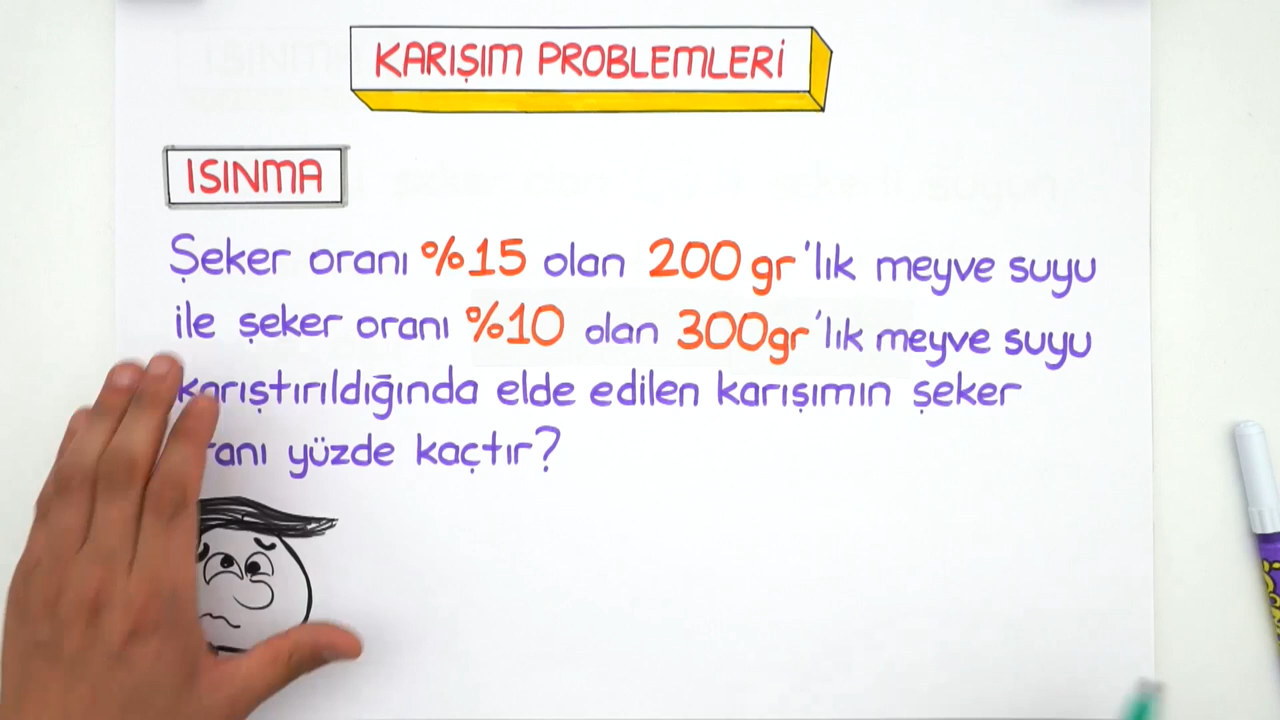 KARIŞIM PROBLEMLERİ
ISINMA
Şeker oranı %15 olan 200 gr'lık meyve suyu
ile şeker oranı %10 olan 300gr'lık meyve suyu
karıştırıldığında elde edilen karışımın şeker
yüzde kaçtır?